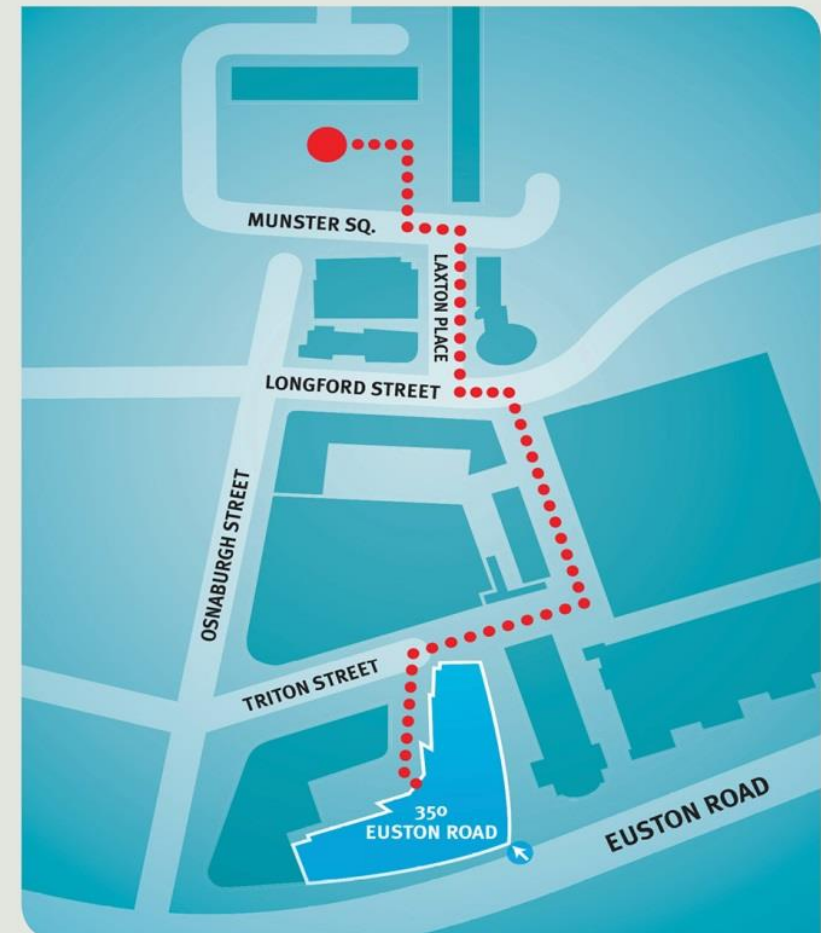 MUNSTER SQ.
LAXTON PLACE
LONGFORD STREET
OSNABURGH STREET
TRITON STREET
350
EUSTON ROAD
EUSTON ROAD